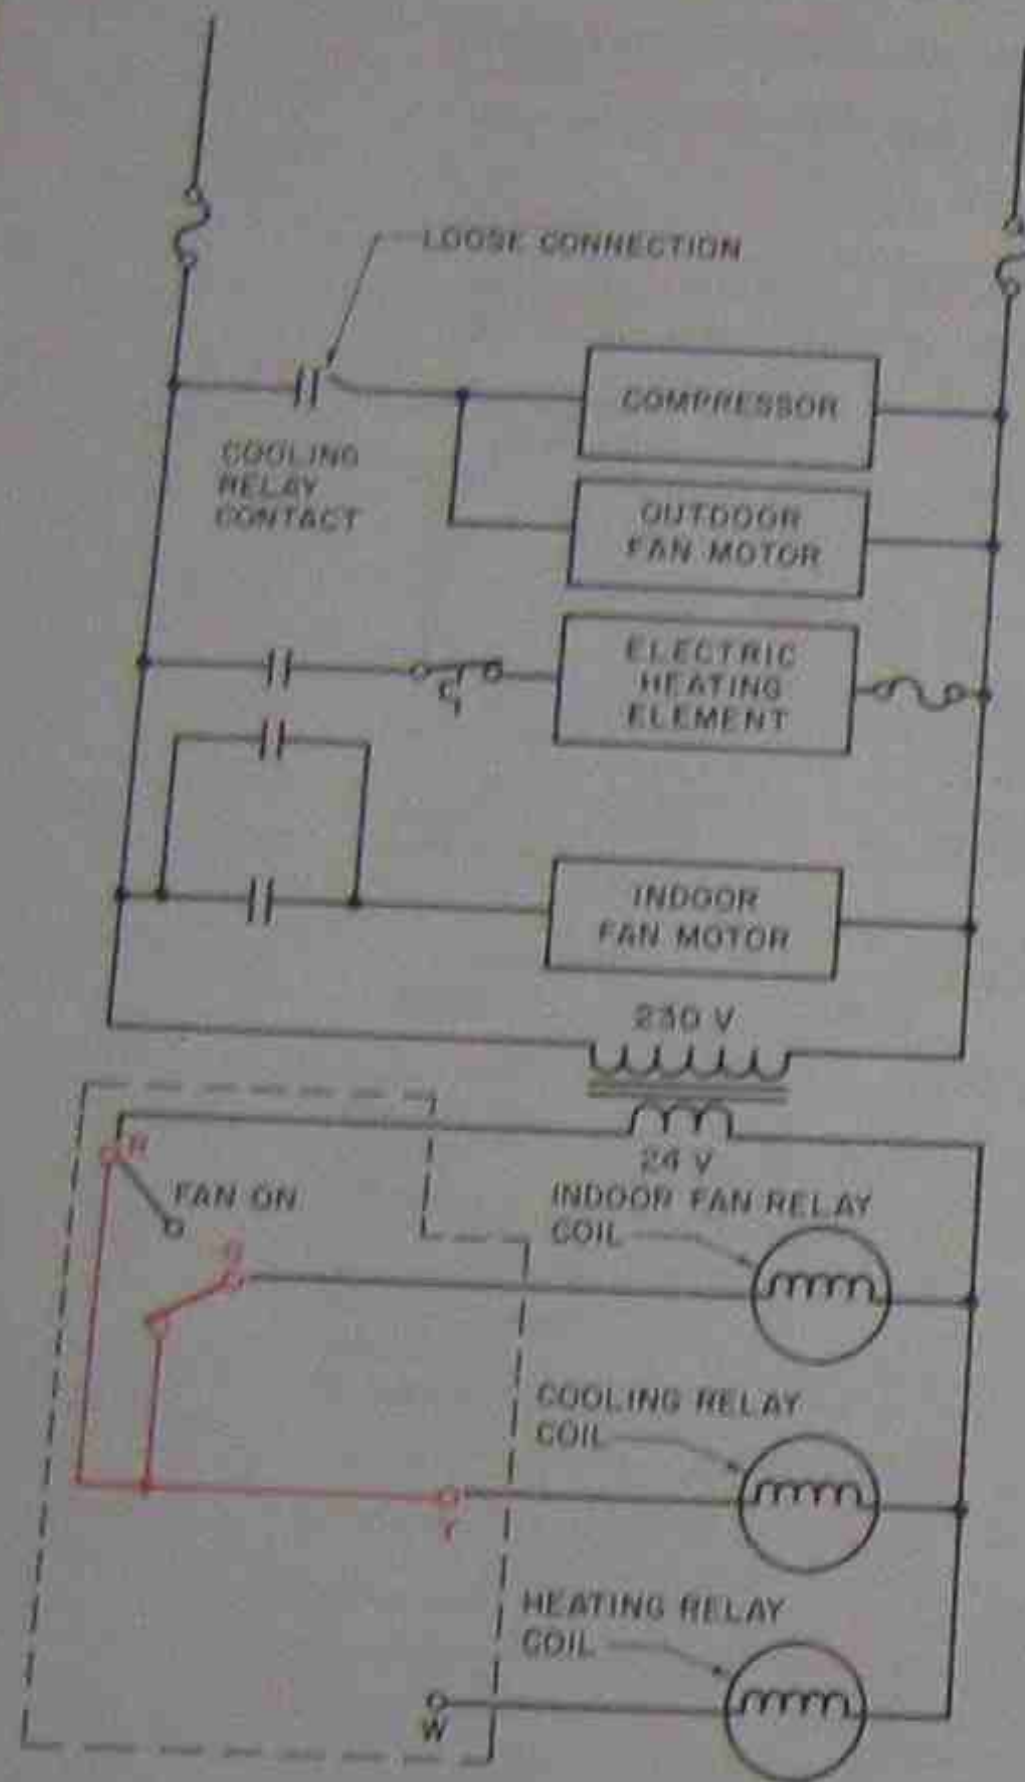 LOOSE CONNECTION
COMPRESSOR
COOLING
RELAY
CONTACT
OUTDOOR
FAN MOTOR
ELECTRIC
HEATING
ELEMENT
INDOOR
FAN MOTOR
230 V
24 V
R
FAN ON
INDOOR FAN RELAY
COIL
G
COOLING RELAY
COIL
Y
HEATING RELAY
COIL
W